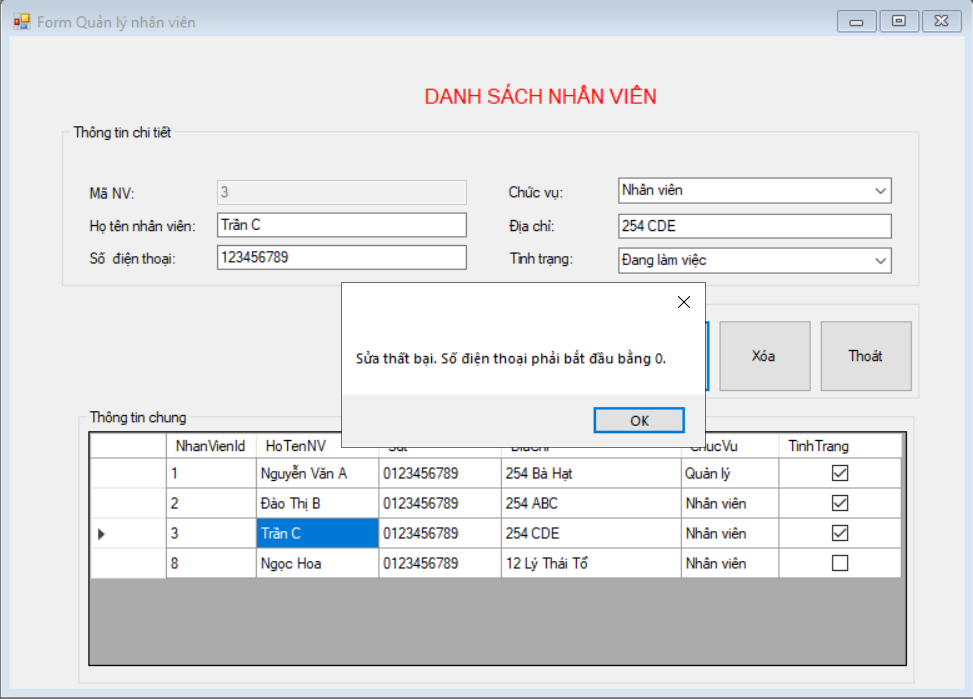 Form Quản lý nhân viên
DANH SÁCH NHÂN VIÊN
Thông tin chi tiết
Mã NV: 3 Chức vụ: Nhân viên
Họ tên nhân viên: Trần C Địa chỉ: 254 CDE
Số điện thoại: 123456789 Tình trạng: Đang làm việc
Sửa thất bại. Số điện thoại phải bắt đầu bằng 0.
OK
Xóa Thoát
Thông tin chung
NhanVienId HoTenNV Sdt DiaChi ChucVu TinhTrang
1 Nguyễn Văn A 0123456789 254 Bà Hạt Quản lý
2 Đào Thị B 0123456789 254 ABC Nhân viên
3 Trần C 0123456789 254 CDE Nhân viên
8 Ngọc Hoa 0123456789 12 Lý Thái Tổ Nhân viên